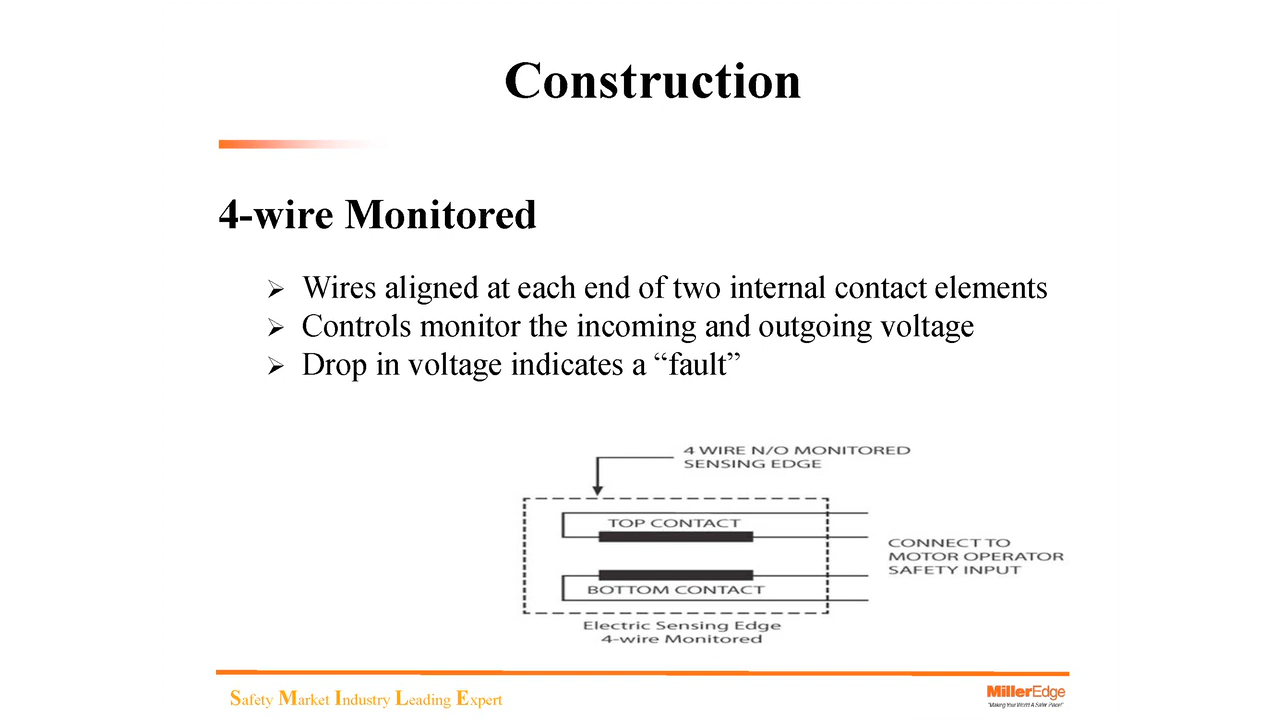 Construction
4-wire Monitored
Wires aligned at each end of two internal contact elements
Controls monitor the incoming and outgoing voltage
Drop in voltage indicates a “fault”
4 WIRE N/O MONITORED
SENSING EDGE
TOP CONTACT
CONNECT TO
MOTOR OPERATOR
SAFETY INPUT
BOTTOM CONTACT
Electric Sensing Edge
4-wire Monitored
Safety Market Industry Leading Expert
MillerEdge
"Making Your World A Safer Place!"